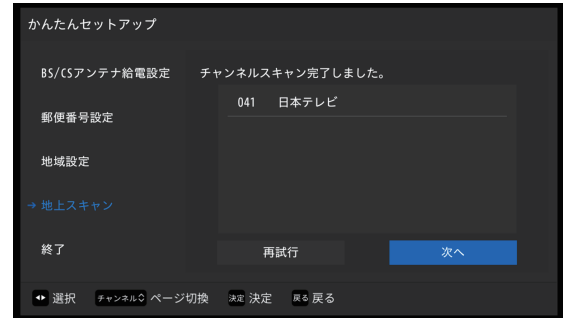 かんたんセットアップ
BS/CSアンテナ給電設定
チャンネルスキャン完了しました。
041 日本テレビ
郵便番号設定
地域設定
→ 地上スキャン
終了
再試行
次へ
選択 チャンネル ページ切換 決定 決定 戻る 戻る